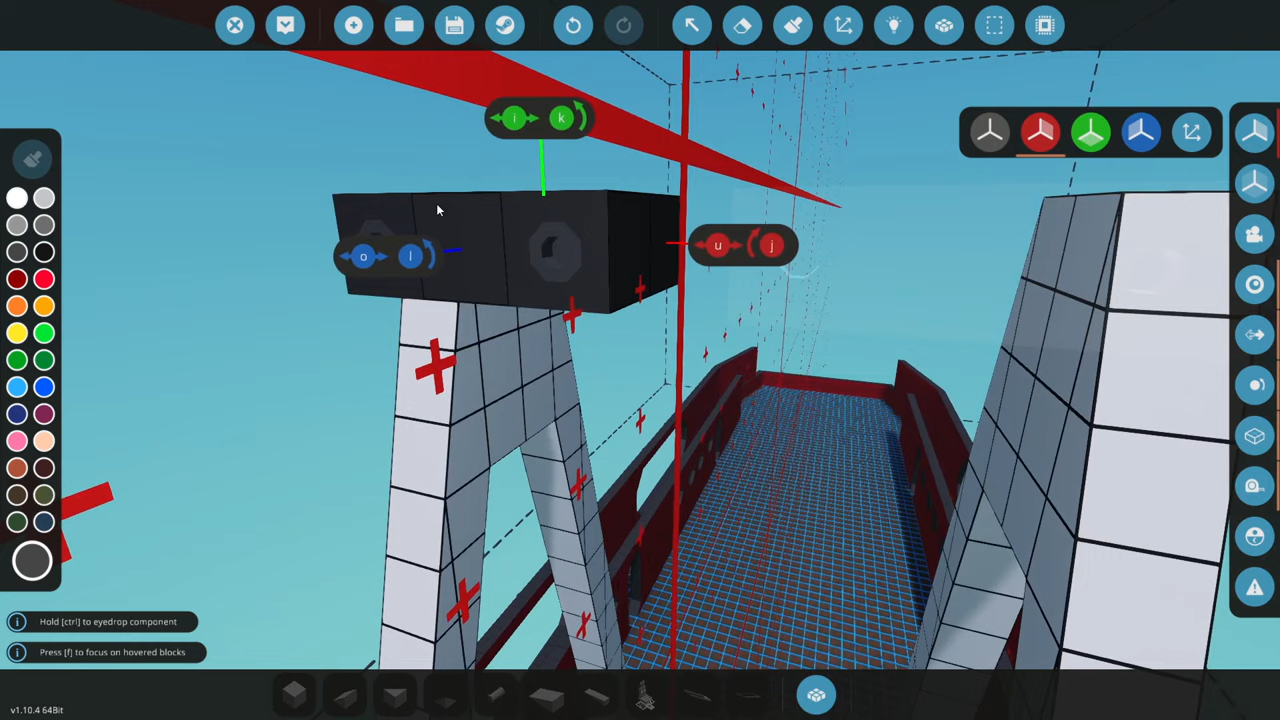 i k
o l
u j
Hold [ctrl] to eyedrop component
Press [f] to focus on hovered blocks
v1.10.4 64Bit